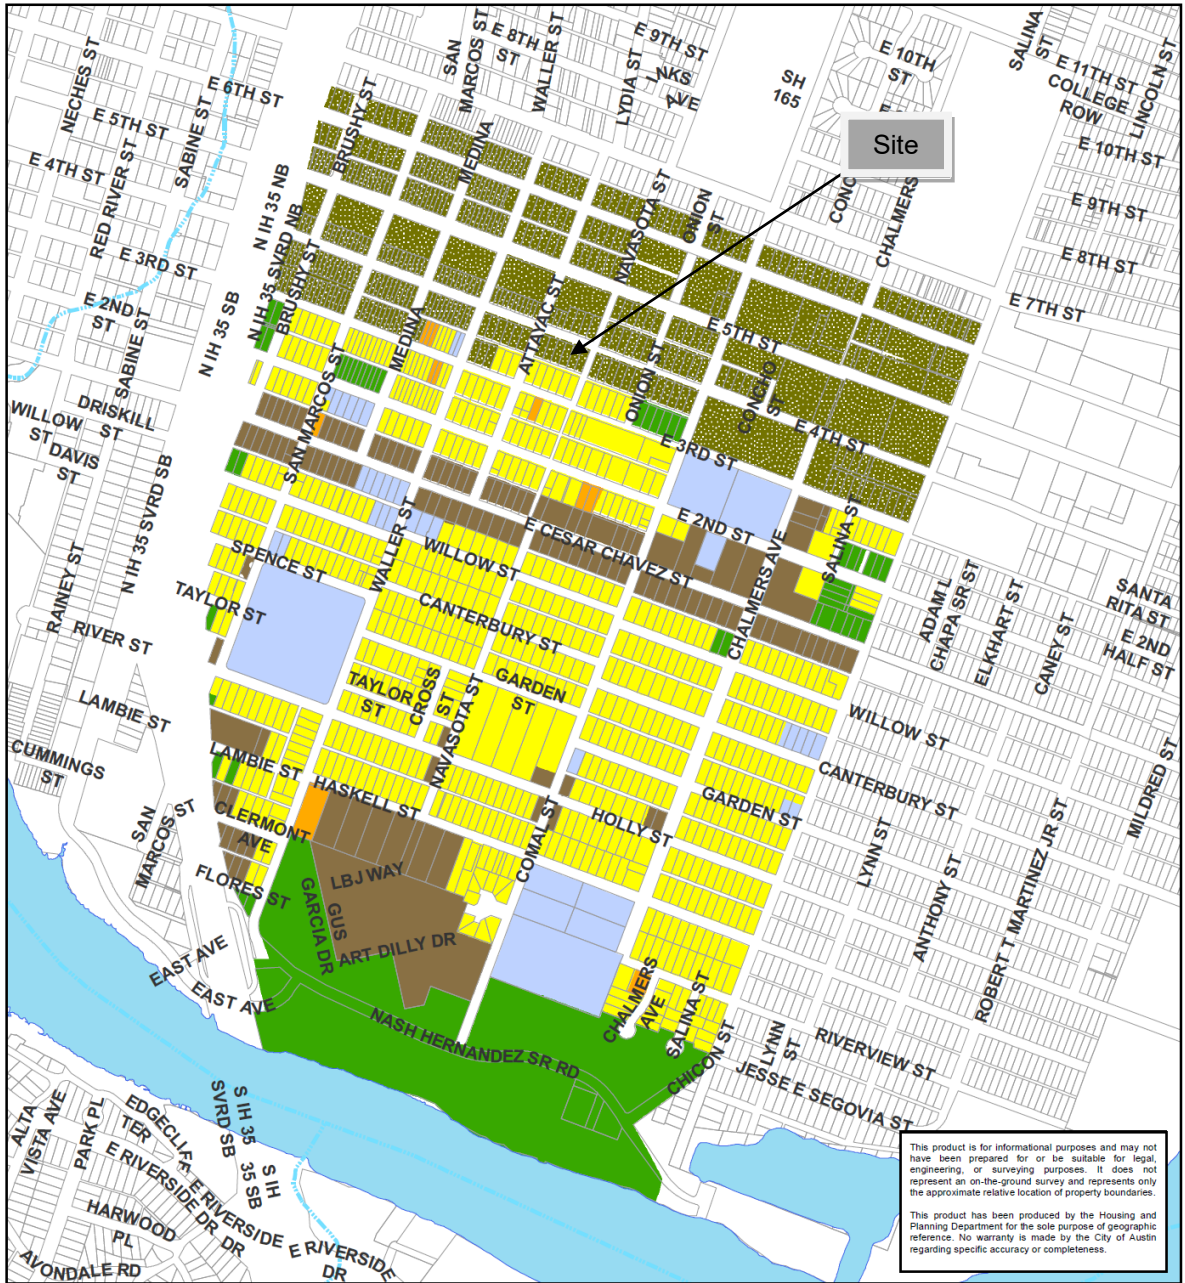 NECHES ST
E 6TH ST
E 5TH ST
SABINE ST
E 4TH ST
RED RIVER ST
E 3RD ST
E 2ND
ST
SABINE ST
N IH 35 SB
N IH 35 NB
N IH 35 SVRD NB
BRUSHY ST
BRUSHY ST
SAN
MARCOS ST
E 8TH
ST
WALLER ST
E 9TH ST
LYDIA ST
INKS
AVE
SH
165
E 10TH
ST
SALINA
ST
E 11TH ST
COLLEGE
ROW
LINCOLN ST
E 10TH ST
E 9TH ST
E 8TH ST
E 7TH ST
Site
CHALMERS
MEDINA
NAVASOTA ST
ONION
ST
ATTAYAC ST
E 5TH ST
MEDINA
SAN MARCOS ST
ONION ST
CONCHO
ST
E 4TH ST
E 3RD ST
WILLOW
ST
DRISKILL
ST
DAVIS
ST
N IH 35 SVRD SB
RAINEY ST
SPENCE ST
TAYLOR ST
RIVER ST
LAMBIE ST
CUMMINGS
ST
WALLER ST
WILLOW ST
E CESAR CHAVEZ ST
E 2ND ST
CHALMERS AVE
SALINA ST
CANTERBURY ST
ADAM L
CHAPA SR ST
ELKHART ST
CANEY ST
SANTA
RITA ST
E 2ND
HALF ST
TAYLOR
ST
CROSS
ST
NAVASOTA ST
GARDEN
ST
WILLOW ST
CANTERBURY ST
MILDRED ST
LAMBIE ST
HASKELL ST
CLERMONT
AVE
FLORES ST
SAN
MARCOS ST
COMAL ST
HOLLY ST
GARDEN ST
LYNN ST
ANTHONY ST
ROBERT T MARTINEZ JR ST
LBJ WAY
GUS
GARCIA DR
ART DILLY DR
EAST AVE
EAST AVE
NASH HERNANDEZ SR RD
CHALMERS
AVE
SALINA ST
CHICON ST
LYNN
ST
RIVERVIEW ST
JESSE E SEGOVIA ST
ALTA
VISTA AVE
PARK PL
EDGECLIFF
TER
S IH 35
SVRD SB
S IH
35 SB
E RIVERSIDE DR
E RIVERSIDE
DR
HARWOOD
PL
AVONDALE RD
E RIVERSIDE
DR
This product is for informational purposes and may not
have been prepared for or be suitable for legal,
engineering, or surveying purposes. It does not
represent an on-the-ground survey and represents only
the approximate relative location of property boundaries.
This product has been produced by the Housing and
Planning Department for the sole purpose of geographic
reference. No warranty is made by the City of Austin
regarding specific accuracy or completeness.